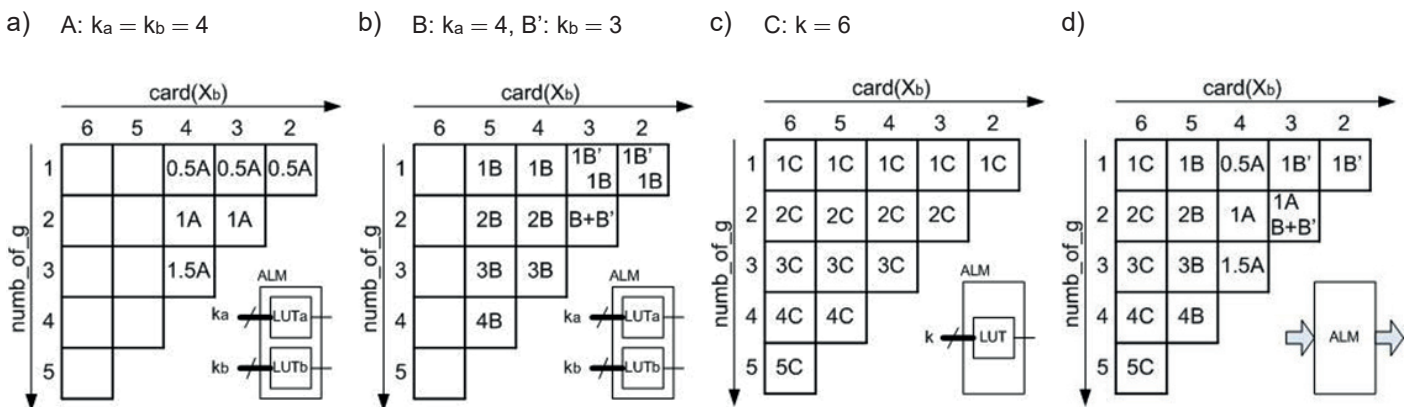 a) A: ka = kb = 4
card(Xb)
6 5 4 3 2
numb_of_g
1 0.5A 0.5A 0.5A
2 1A 1A
3 1.5A
4
5
ALM
ka LUTa
kb LUTb
b) B: ka = 4, B’: kb = 3
card(Xb)
6 5 4 3 2
numb_of_g
1 1B 1B 1B' 1B 1B' 1B
2 2B 2B B+B'
3 3B 3B
4 4B
5
ALM
ka LUTa
kb LUTb
c) C: k = 6
card(Xb)
6 5 4 3 2
numb_of_g
1 1C 1C 1C 1C 1C
2 2C 2C 2C 2C
3 3C 3C 3C
4 4C 4C
5 5C
ALM
k LUT
d)
card(Xb)
6 5 4 3 2
numb_of_g
1 1C 1B 0.5A 1B' 1B'
2 2C 2B 1A 1A B+B'
3 3C 3B 1.5A
4 4C 4B
5 5C
ALM